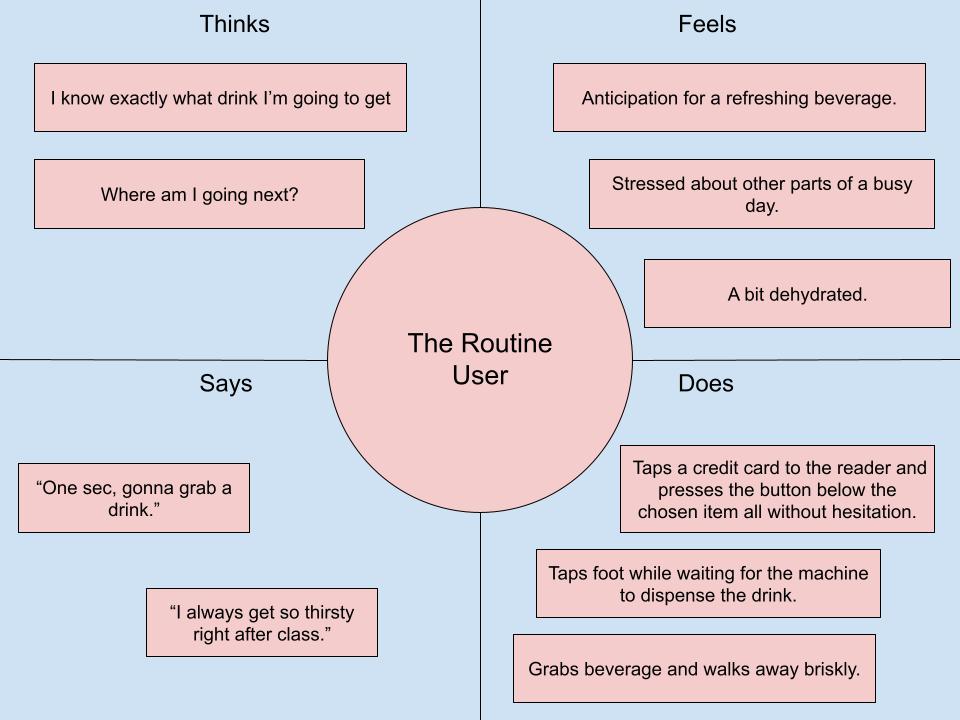 Thinks
I know exactly what drink I’m going to get
Where am I going next?
Feels
Anticipation for a refreshing beverage.
Stressed about other parts of a busy
day.
A bit dehydrated.
The Routine
User
Says
“One sec, gonna grab a
drink.”
“I always get so thirsty
right after class.”
Does
Taps a credit card to the reader and
presses the button below the
chosen item all without hesitation.
Taps foot while waiting for the machine
to dispense the drink.
Grabs beverage and walks away briskly.